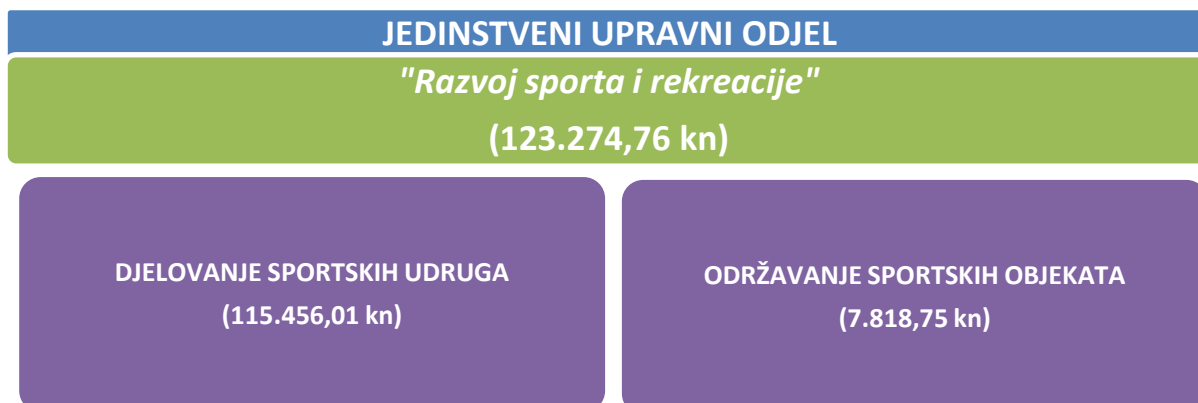 JEDINSTVENI UPRAVNI ODJEL
"Razvoj sporta i rekreacije"
(123.274,76 kn)
DJELOVANJE SPORTSKIH UDRUGA
(115.456,01 kn)
ODRŽAVANJE SPORTSKIH OBJEKATA
(7.818,75 kn)